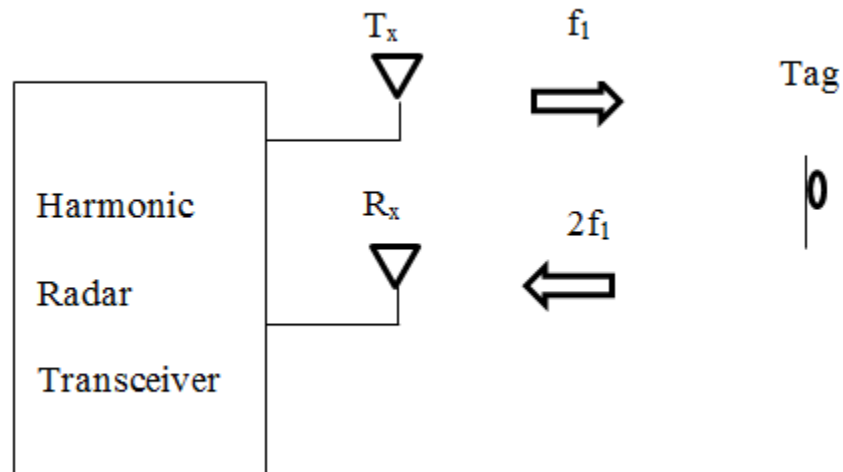 Tₓ
f₁
Tag
Harmonic
Rₓ
2f₁
Radar
Transceiver